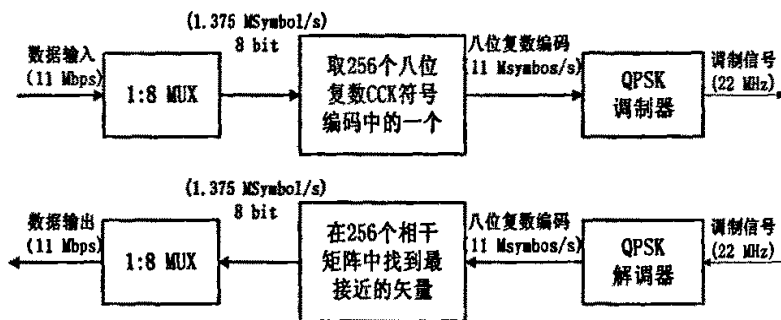 (1.375 MSymbol/s)
8 bit
数据输入
(11 Mbps)
1:8 MUX
取256个八位
复数CCK符号
编码中的一个
八位复数编码
(11 Msymbos/s)
QPSK
调制器
调制信号
(22 MHz)
(1.375 MSymbol/s)
8 bit
数据输出
(11 Mbps)
1:8 MUX
在256个相干
矩阵中找到最
接近的矢量
八位复数编码
(11 Msymbos/s)
QPSK
解调器
调制信号
(22 MHz)